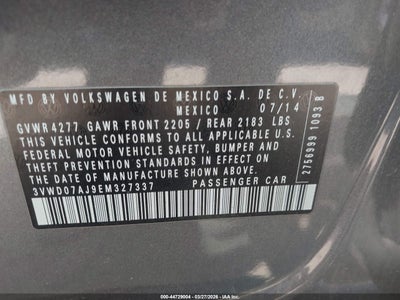 MFD BY VOLKSWAGEN DE MEXICO S.A. DE C.V.
MEXICO 07/14
GVWR 4277 GAWR FRONT 2205 / REAR 2183 LBS
THIS VEHICLE CONFORMS TO ALL APPLICABLE U.S.
FEDERAL MOTOR VEHICLE SAFETY, BUMPER AND
THEFT PREVENTION STANDARDS IN EFFECT ON THE
DATE OF MANUFACTURE SHOWN ABOVE.
3VWD07AJ9EM327337 PASSENGER CAR
2756999 1093 B
000-44729004 - 03/27/2026 - IAA Inc.